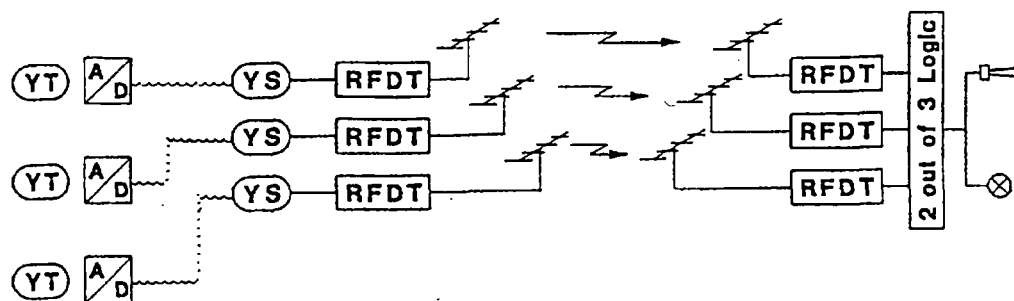 YT A/D YS RFDT RFDT
YS RFDT RFDT
YT A/D
YS RFDT RFDT
YT A/D
2 out of 3 Logic